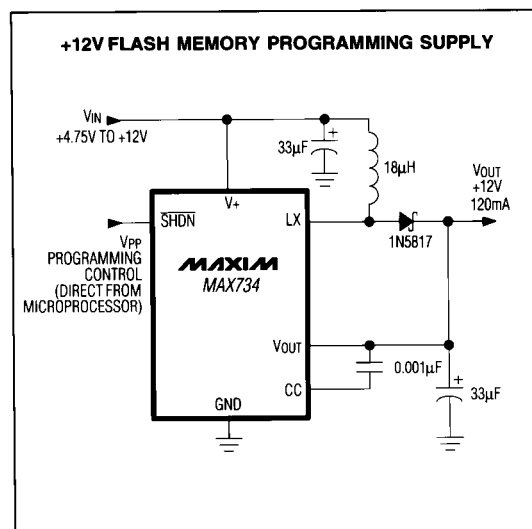 +12V FLASH MEMORY PROGRAMMING SUPPLY
VIN
+4.75V TO +12V
33µF
+
18µH
VOUT
+12V
120mA
V+
SHDN
LX
1N5817
VPP
PROGRAMMING
CONTROL
(DIRECT FROM
MICROPROCESSOR)
MAXIM
MAX734
VOUT
0.001µF
CC
+
33µF
GND